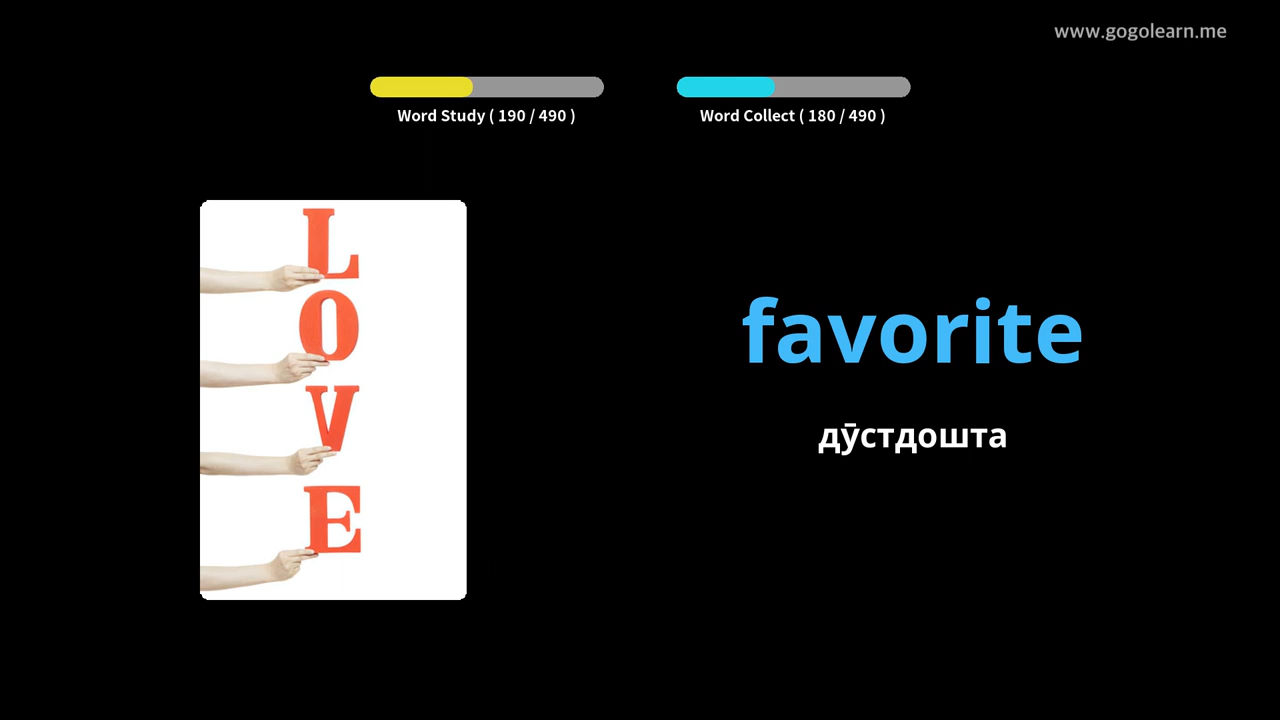 www.gogolearn.me
Word Study ( 190 / 490 )
Word Collect ( 180 / 490 )
L
O
V
E
favorite
дӯстдошта